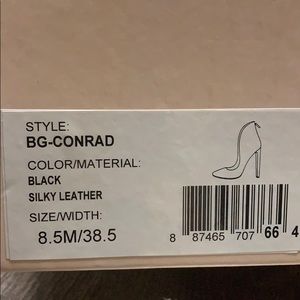 STYLE:
BG-CONRAD
COLOR/MATERIAL:
BLACK
SILKY LEATHER
SIZE/WIDTH:
8.5M/38.5
8 87465 707 66 4